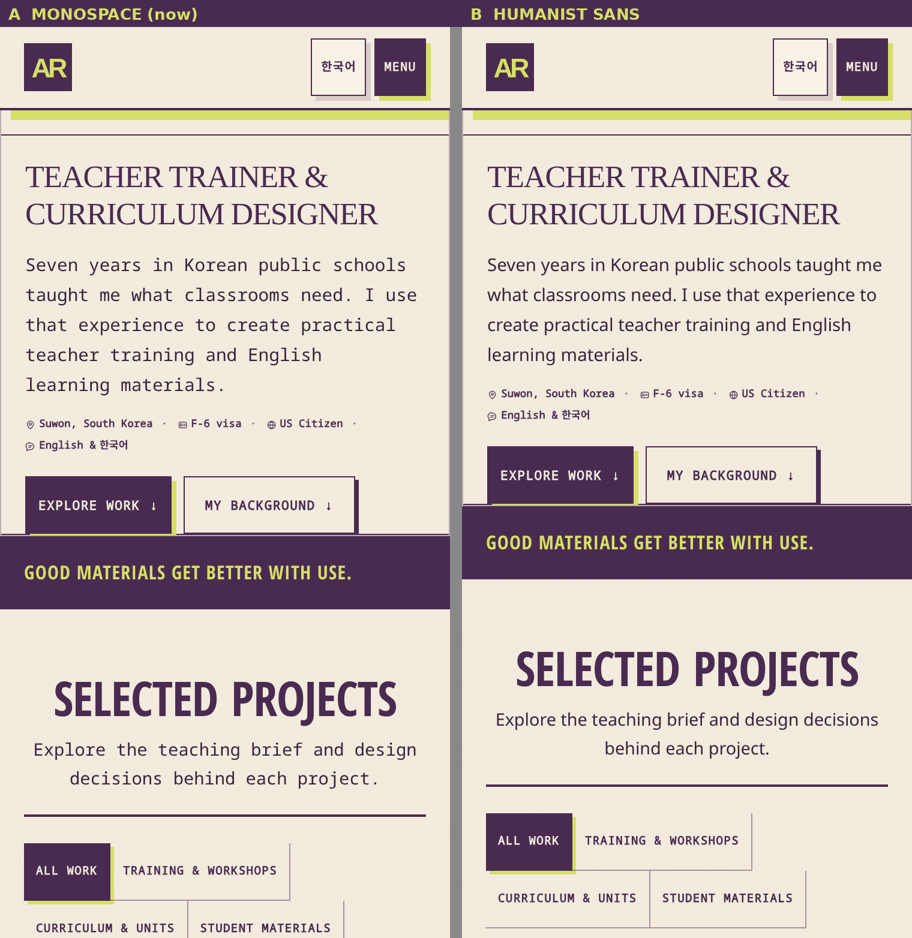 A MONOSPACE (now)
AR
한국어
MENU
TEACHER TRAINER &
CURRICULUM DESIGNER
Seven years in Korean public schools
taught me what classrooms need. I use
that experience to create practical
teacher training and English
learning materials.
Suwon, South Korea · F-6 visa · US Citizen ·
English & 한국어
EXPLORE WORK ↓
MY BACKGROUND ↓
GOOD MATERIALS GET BETTER WITH USE.
SELECTED PROJECTS
Explore the teaching brief and design
decisions behind each project.
ALL WORK
TRAINING & WORKSHOPS
CURRICULUM & UNITS
STUDENT MATERIALS
B HUMANIST SANS
AR
한국어
MENU
TEACHER TRAINER &
CURRICULUM DESIGNER
Seven years in Korean public schools taught me
what classrooms need. I use that experience to
create practical teacher training and English
learning materials.
Suwon, South Korea · F-6 visa · US Citizen ·
English & 한국어
EXPLORE WORK ↓
MY BACKGROUND ↓
GOOD MATERIALS GET BETTER WITH USE.
SELECTED PROJECTS
Explore the teaching brief and design decisions
behind each project.
ALL WORK
TRAINING & WORKSHOPS
CURRICULUM & UNITS
STUDENT MATERIALS